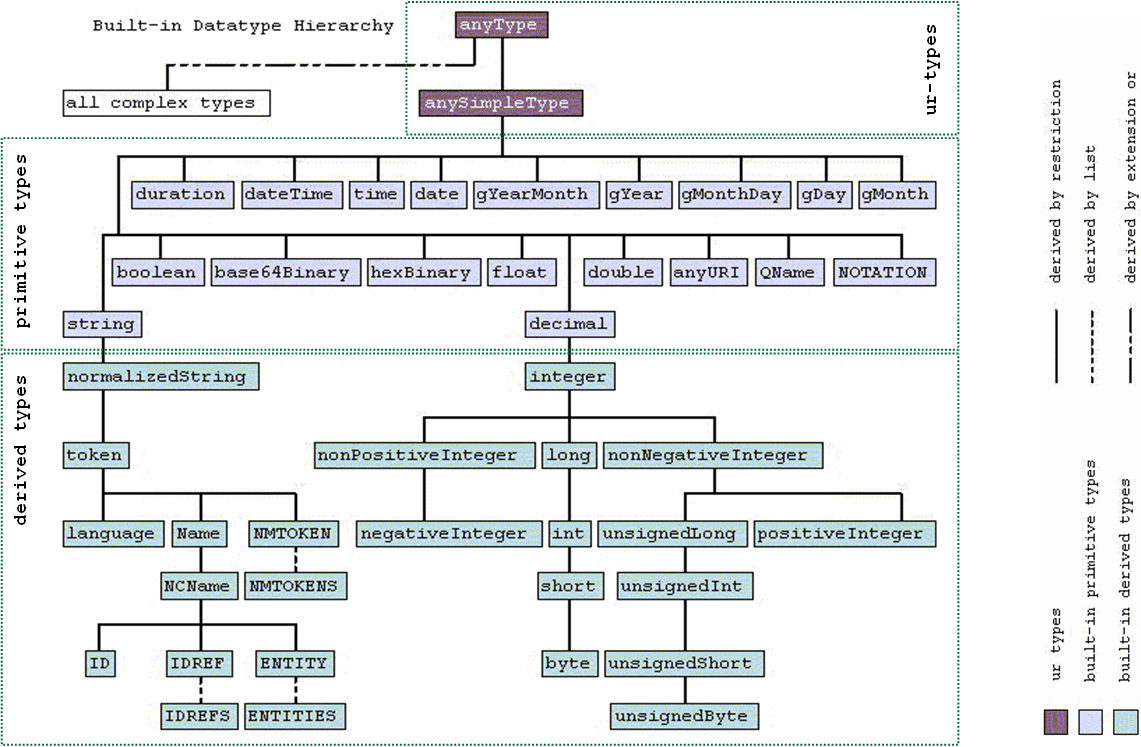 Built-in Datatype Hierarchy
anyType
ur-types
all complex types
anySimpleType
primitive types
duration
dateTime
time
date
gYearMonth
gYear
gMonthDay
gDay
gMonth
boolean
base64Binary
hexBinary
float
double
anyURI
QName
NOTATION
string
decimal
derived types
normalizedString
integer
token
nonPositiveInteger
long
nonNegativeInteger
language
Name
NMTOKEN
negativeInteger
int
unsignedLong
positiveInteger
NCName
NMTOKENS
short
unsignedInt
ID
IDREF
ENTITY
byte
unsignedShort
IDREFS
ENTITIES
unsignedByte
derived by restriction
derived by list
derived by extension or
ur types
built-in primitive types
built-in derived types